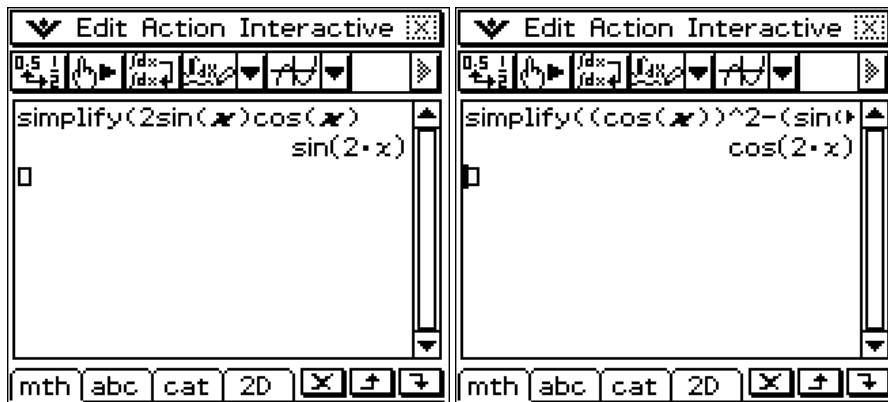 Edit Action Interactive
simplify(2sin(x)cos(x)
sin(2·x)
mth abc cat 2D
Edit Action Interactive
simplify((cos(x))^2-(sin(
cos(2·x)
mth abc cat 2D